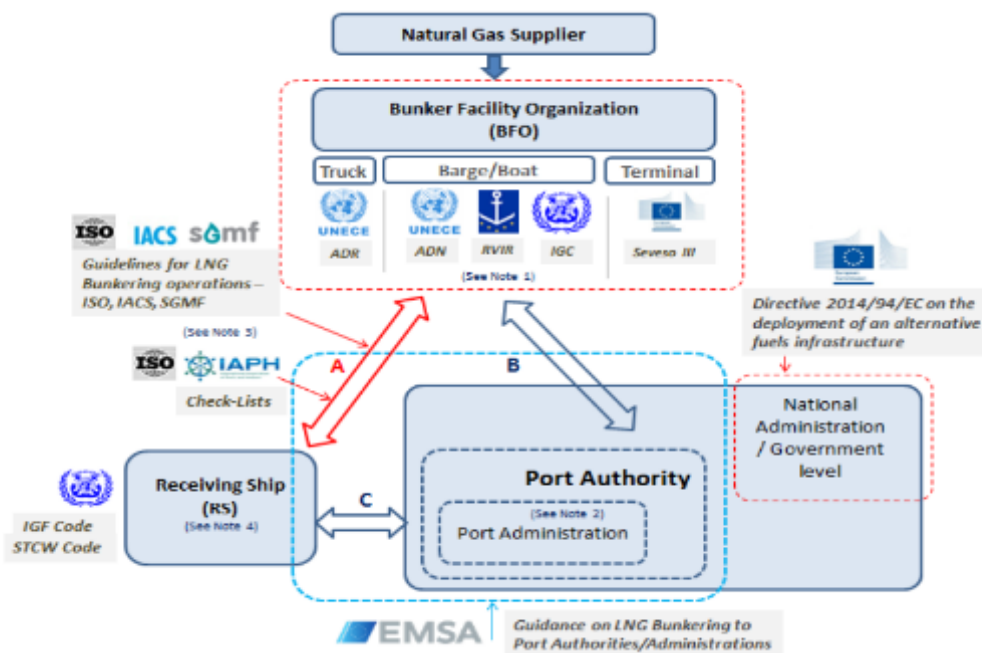 Natural Gas Supplier
Bunker Facility Organization
(BFO)
Truck
Barge/Boat
Terminal
UNECE
UNECE
ADR
ADN
RVIR
IGC
Seveso III
(See Note 1)
ISO IACS sgmf
Guidelines for LNG
Bunkering operations –
ISO, IACS, SGMF
(See Note 3)
ISO IAPH
Check-Lists
A
B
Directive 2014/94/EC on the
deployment of an alternative
fuels infrastructure
National
Administration
/ Government
level
Receiving Ship
(RS)
(See Note 4)
IGF Code
STCW Code
C
Port Authority
(See Note 2)
Port Administration
EMSA
Guidance on LNG Bunkering to
Port Authorities/Administrations